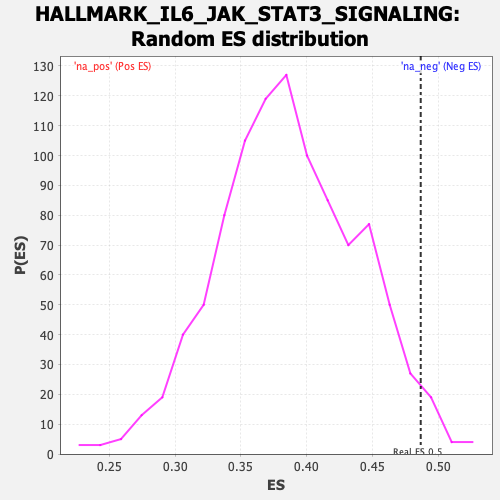 HALLMARK_IL6_JAK_STAT3_SIGNALING:
Random ES distribution
'na_pos' (Pos ES)
'na_neg' (Neg ES)
130
120
110
100
90
80
70
60
50
40
30
20
10
0
P(ES)
Real ES 0.5
0.25 0.30 0.35 0.40 0.45 0.50
ES